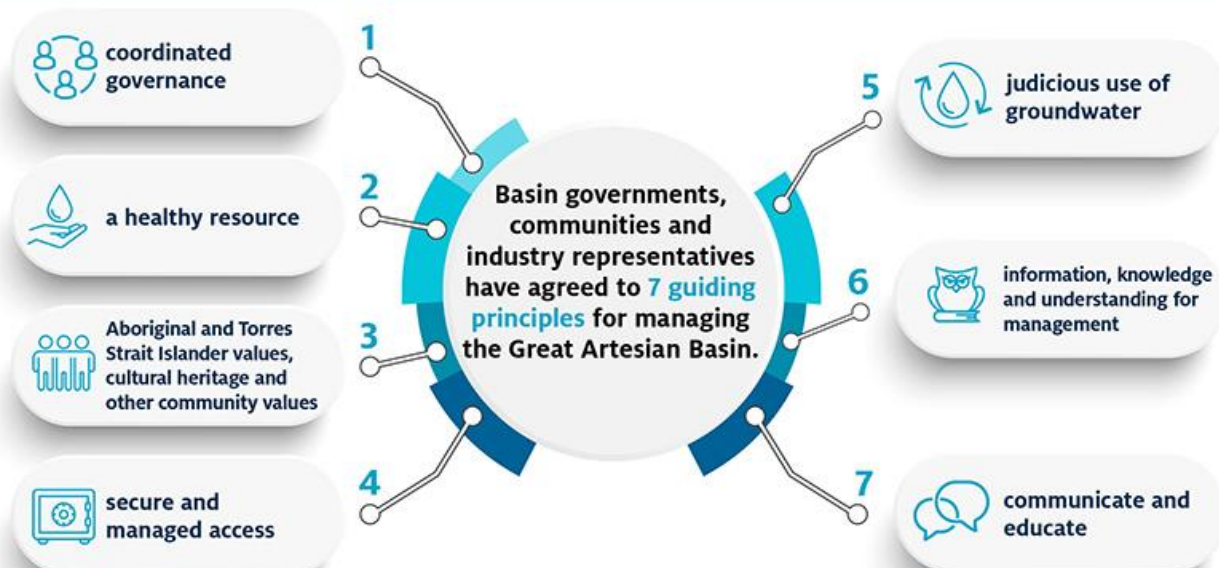 1
coordinated
governance
2
a healthy resource
3
Aboriginal and Torres
Strait Islander values,
cultural heritage and
other community values
4
secure and
managed access
Basin governments,
communities and
industry representatives
have agreed to 7 guiding
principles for managing
the Great Artesian Basin.
5
judicious use of
groundwater
6
information, knowledge
and understanding for
management
7
communicate and
educate